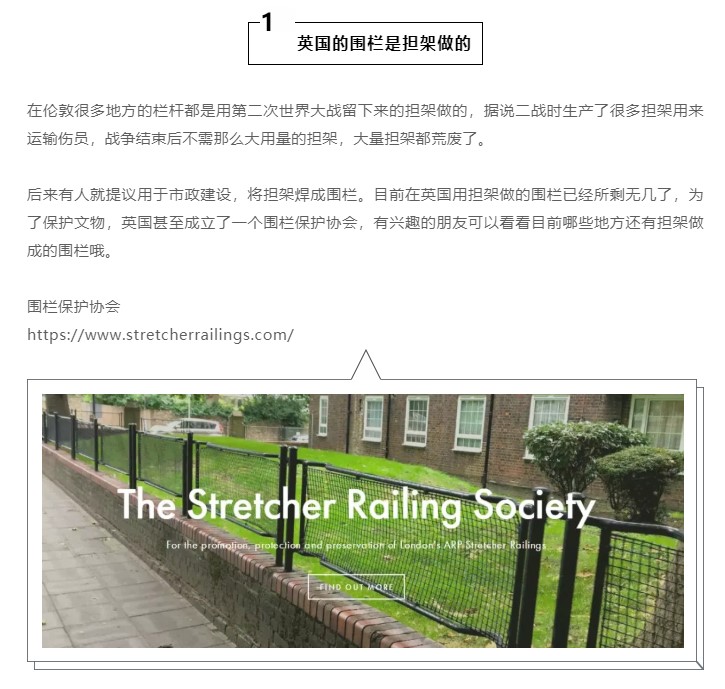 1
英国的围栏是担架做的
在伦敦很多地方的栏杆都是用第二次世界大战留下来的担架做的，据说二战时生产了很多担架用来
运输伤员，战争结束后不需那么大用量的担架，大量担架都荒废了。
后来有人就提议用于市政建设，将担架焊成围栏。目前在英国用担架做的围栏已经所剩无几了，为
了保护文物，英国甚至成立了一个围栏保护协会，有兴趣的朋友可以看看目前哪些地方还有担架做
成的围栏哦。
围栏保护协会
https://www.stretcherrailings.com/
The Stretcher Railing Society
For the promotion, protection and preservation of London's ARP Stretcher Railings
FIND OUT MORE